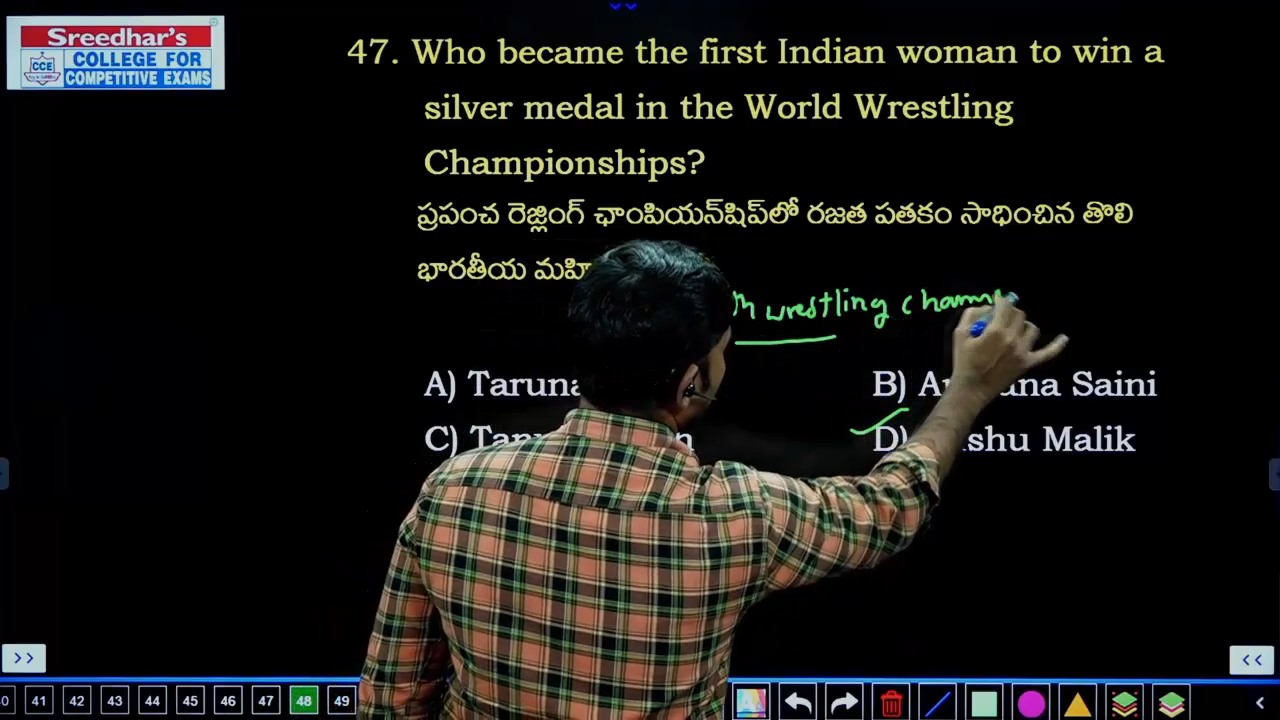 Sreedhar's
CCE
COLLEGE FOR
COMPETITIVE EXAMS
47. Who became the first Indian woman to win a
silver medal in the World Wrestling
Championships?
ప్రపంచ రెజ్లింగ్ ఛాంపియన్‌షిప్‌లో రజత పతకం సాధించిన తొలి
భారతీయ
wrestling
A) Taruna
B) Saini
C)
D) Malik
>>
<<
41 42 43 44 45 46 47 48 49